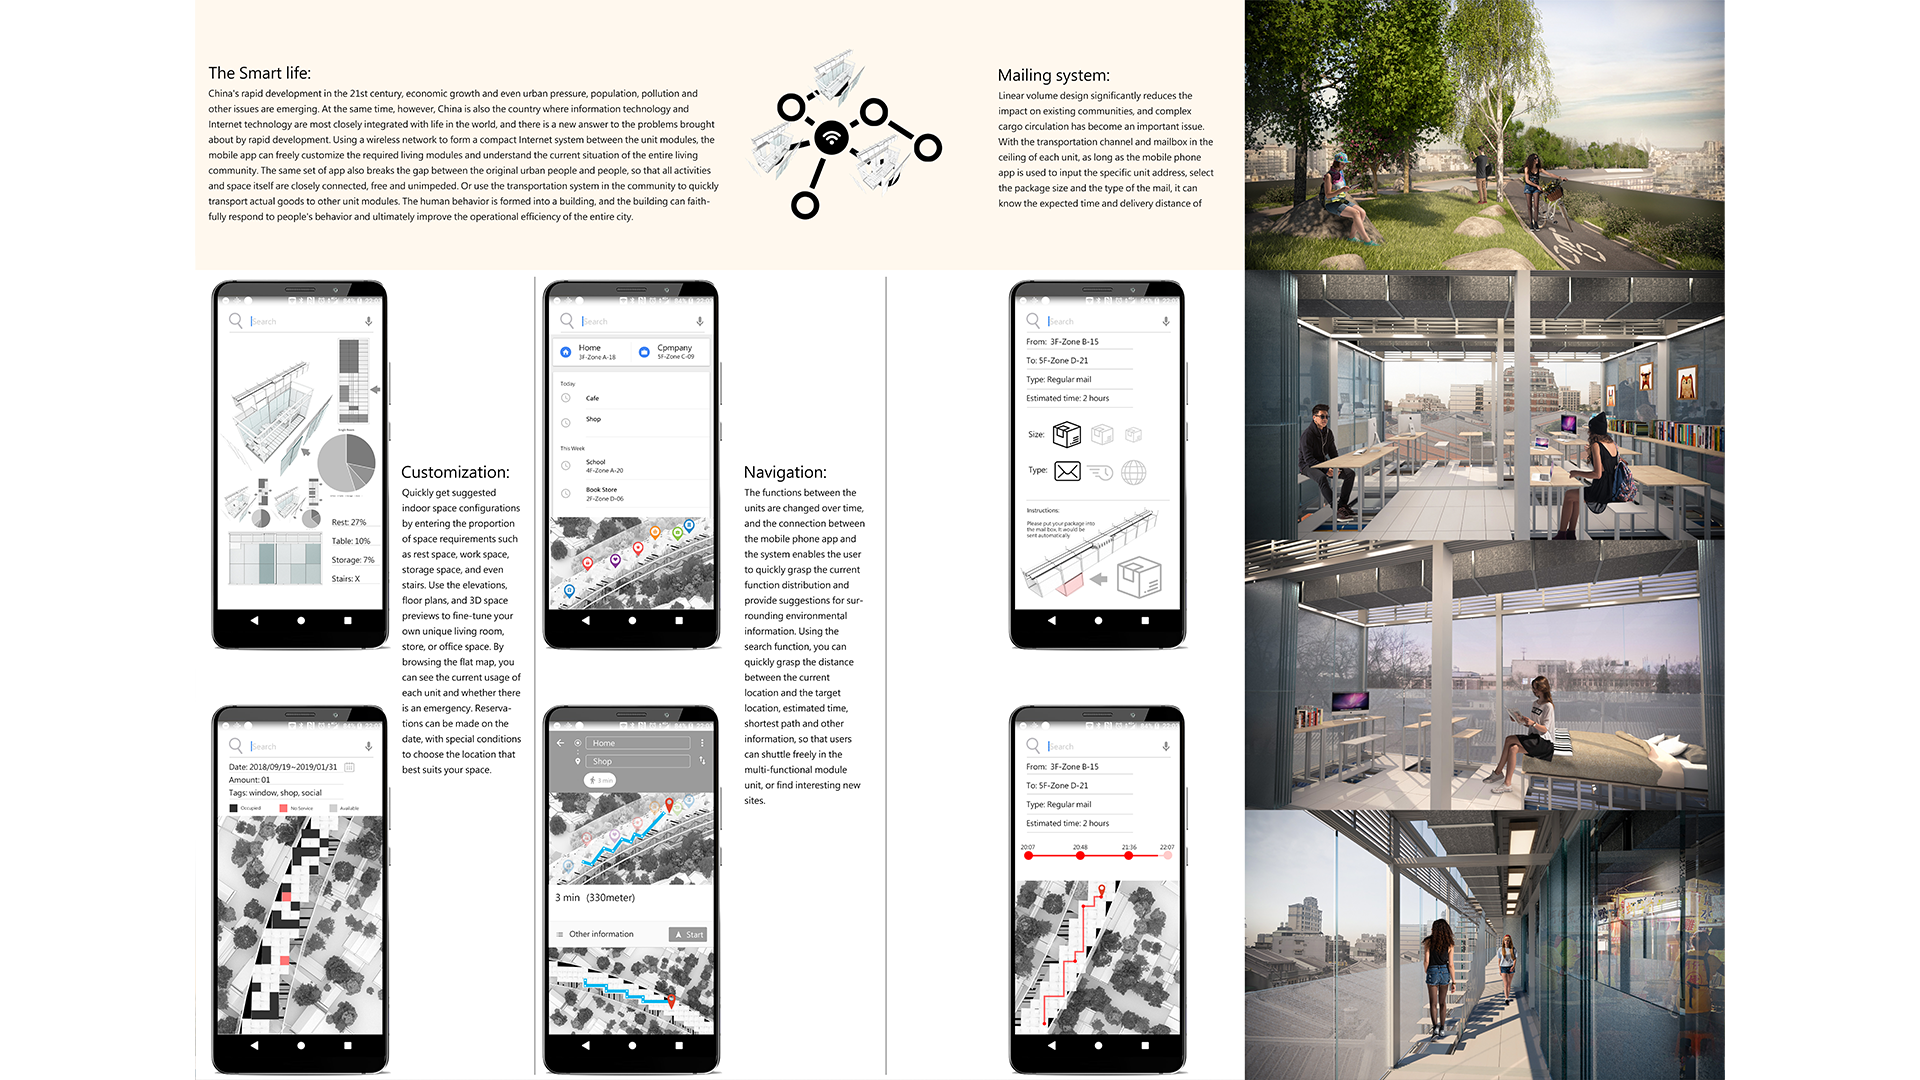 The Smart life:
China's rapid development in the 21st century, economic growth and even urban pressure, population, pollution and
other issues are emerging. At the same time, however, China is also the country where information technology and
Internet technology are most closely integrated with life in the world, and there is a new answer to the problems brought
about by rapid development. Using a wireless network to form a compact Internet system between the unit modules, the
mobile app can freely customize the required living modules and understand the current situation of the entire living
community. The same set of app also breaks the gap between the original urban people and people, so that all activities
and space itself are closely connected, free and unimpeded. Or use the transportation system in the community to quickly
transport actual goods to other unit modules. The human behavior is formed into a building, and the building can faith-
fully respond to people's behavior and ultimately improve the operational efficiency of the entire city.
Mailing system:
Linear volume design significantly reduces the
impact on existing communities, and complex
cargo circulation has become an important issue.
With the transportation channel and mailbox in the
ceiling of each unit, as long as the mobile phone
app is used to input the specific unit address, select
the package size and the type of the mail, it can
know the expected time and delivery distance of
Search
Rest: 27%
Table: 10%
Storage: 7%
Stairs: X
Customization:
Quickly get suggested
indoor space configurations
by entering the proportion
of space requirements such
as rest space, work space,
storage space, and even
stairs. Use the elevations,
floor plans, and 3D space
previews to fine-tune your
own unique living room,
store, or office space. By
browsing the flat map, you
can see the current usage of
each unit and whether there
is an emergency. Reserva-
tions can be made on the
date, with special conditions
to choose the location that
best suits your space.
Search
Date: 2018/09/19~2019/01/31
Amount: 01
Tags: window, shop, social
Occupied
No Service
Available
Search
Home
3F-Zone A-18
Cpmpany
5F-Zone C-09
Today
Cafe
Shop
This Week
School
4F-Zone A-20
Book Store
2F-Zone D-06
Navigation:
The functions between the
units are changed over time,
and the connection between
the mobile phone app and
the system enables the user
to quickly grasp the current
function distribution and
provide suggestions for sur-
rounding environmental
information. Using the
search function, you can
quickly grasp the distance
between the current
location and the target
location, estimated time,
shortest path and other
information, so that users
can shuttle freely in the
multi-functional module
unit, or find interesting new
sites.
Home
Shop
3 min
3 min (330meter)
Other information
Start
Search
From: 3F-Zone B-15
To: 5F-Zone D-21
Type: Regular mail
Estimated time: 2 hours
Size:
Type:
Instructions:
Please put your package into
the mail box. It would be
sent automatically
Search
From: 3F-Zone B-15
To: 5F-Zone D-21
Type: Regular mail
Estimated time: 2 hours
20:07 20:48 21:36 22:07